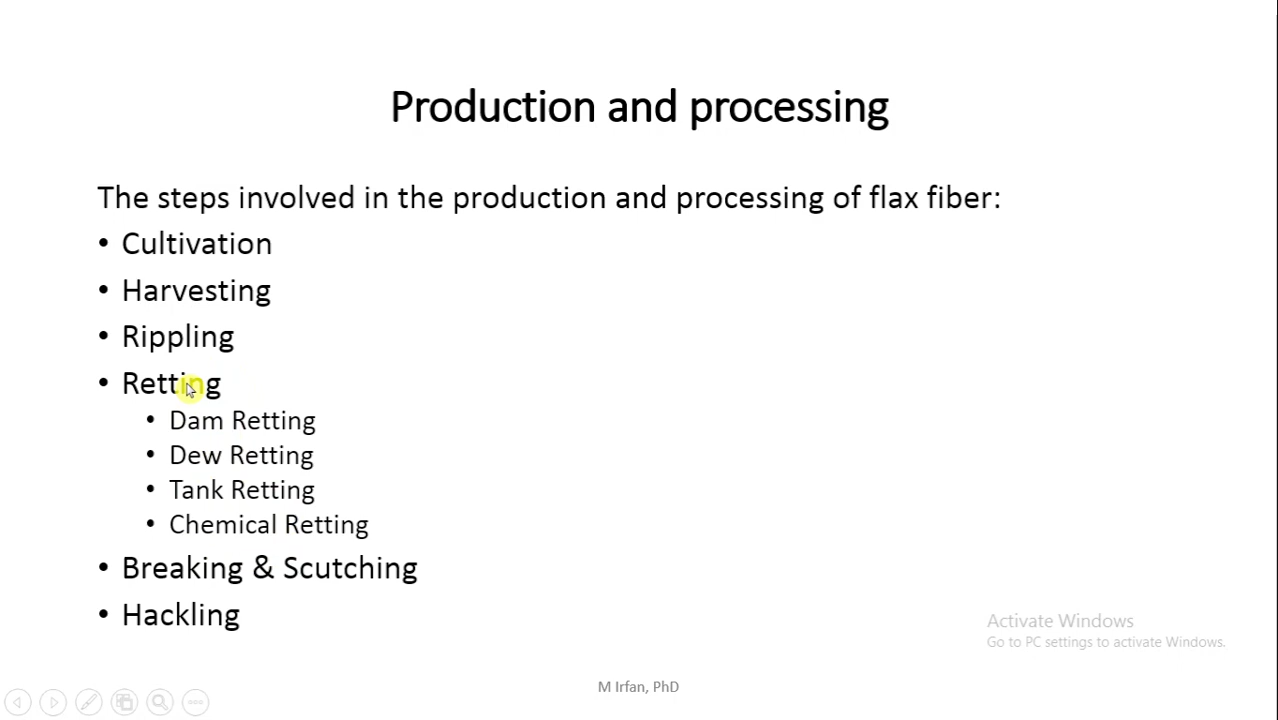 Production and processing
The steps involved in the production and processing of flax fiber:
• Cultivation
• Harvesting
• Rippling
• Retting
• Dam Retting
• Dew Retting
• Tank Retting
• Chemical Retting
• Breaking & Scutching
• Hackling
Activate Windows
Go to PC settings to activate Windows.
M Irfan, PhD